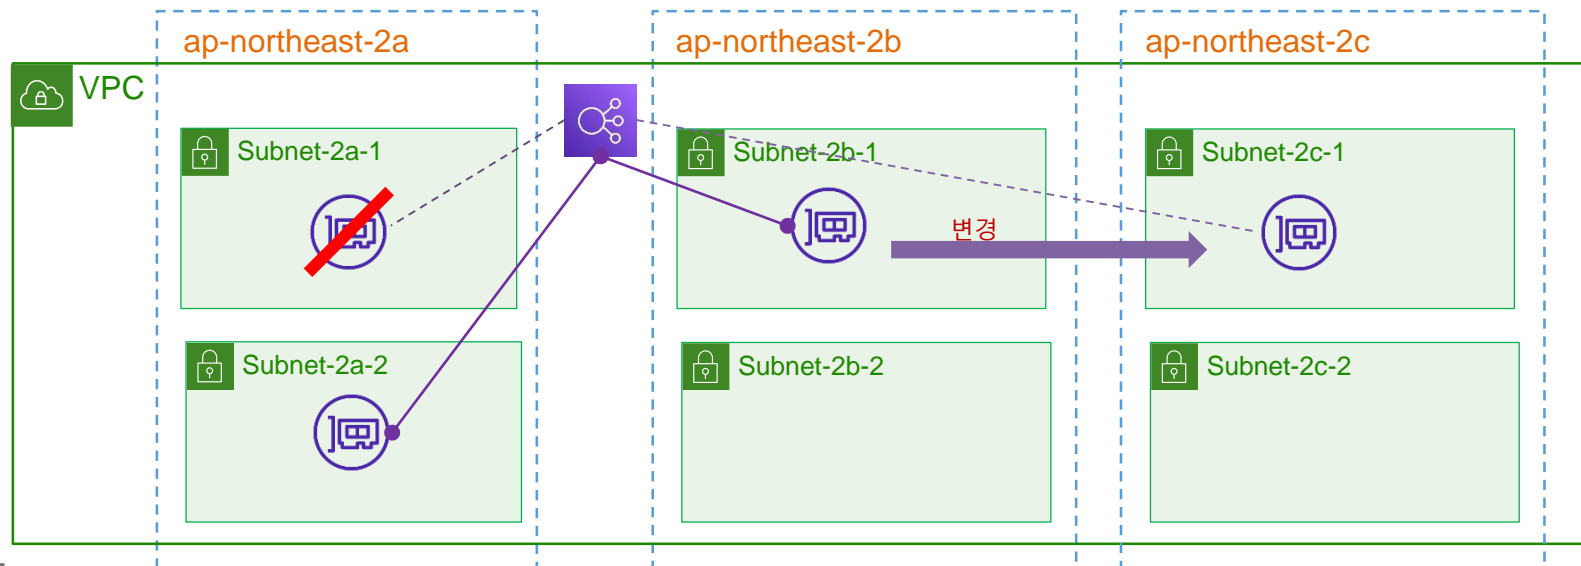 ap-northeast-2a
ap-northeast-2b
ap-northeast-2c
VPC
Subnet-2a-1
Subnet-2b-1
Subnet-2c-1
변경
Subnet-2a-2
Subnet-2b-2
Subnet-2c-2